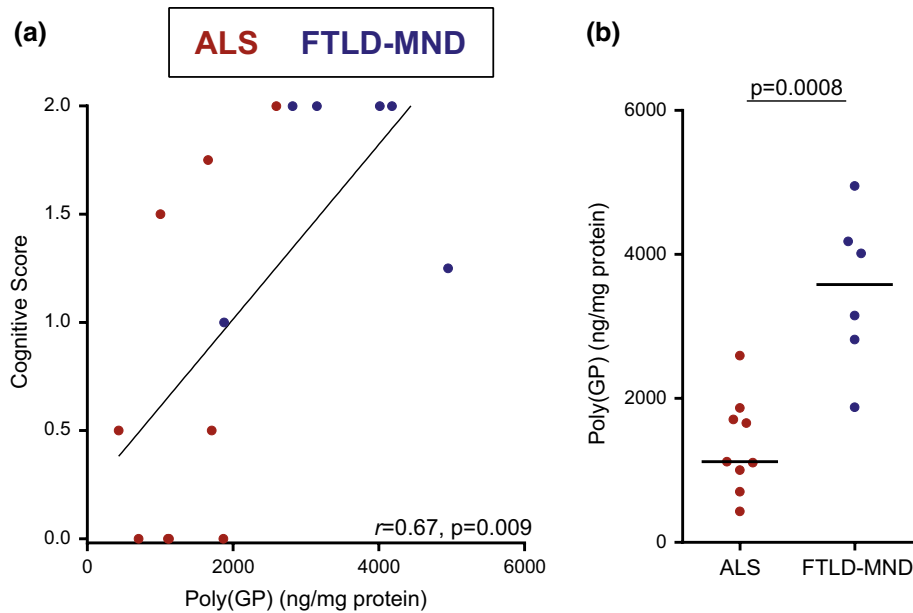 (a)
ALS FTLD-MND
2.0
1.5
1.0
0.5
0.0
Cognitive Score
r=0.67, p=0.009
0 2000 4000 6000
Poly(GP) (ng/mg protein)
(b)
p=0.0008
6000
4000
2000
0
Poly(GP) (ng/mg protein)
ALS FTLD-MND